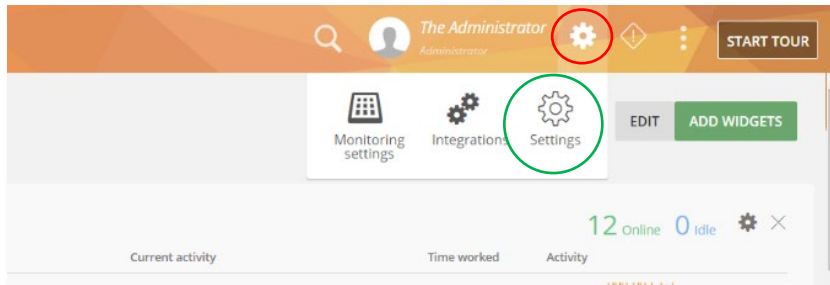 The Administrator
Administrator
START TOUR
Monitoring settings
Integrations
Settings
EDIT
ADD WIDGETS
12 Online 0 Idle
Current activity
Time worked
Activity